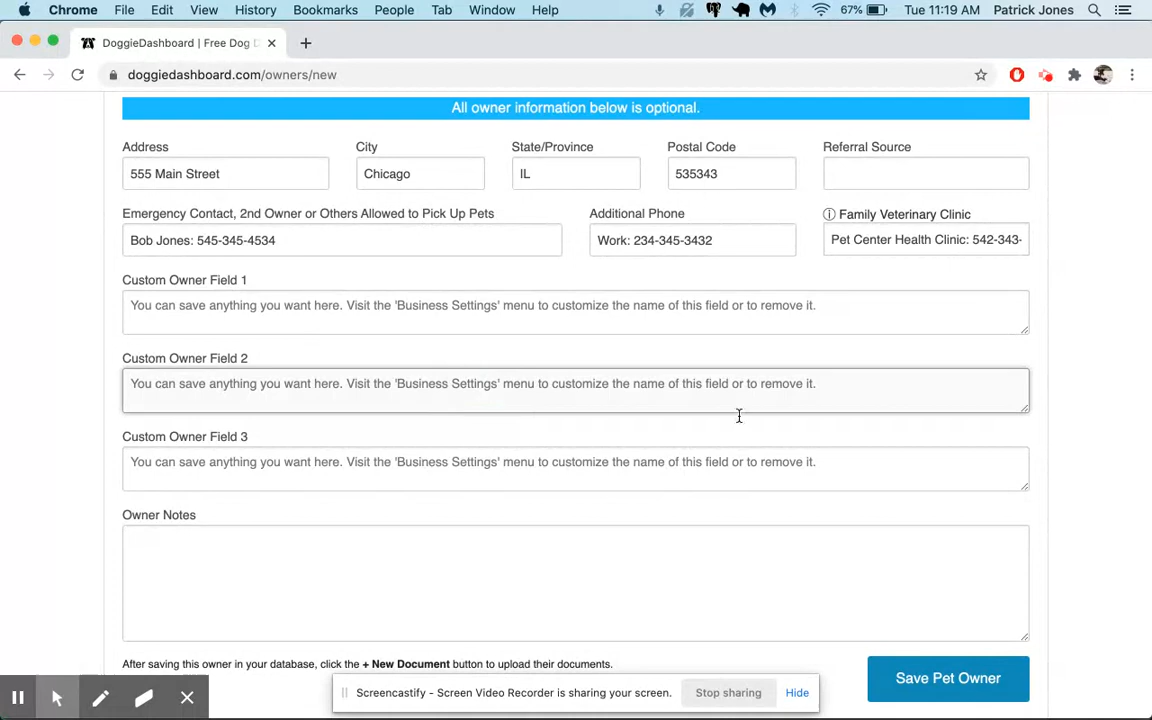 Chrome File Edit View History Bookmarks People Tab Window Help 67% Tue 11:19 AM Patrick Jones
DoggieDashboard | Free Dog
doggiedashboard.com/owners/new
All owner information below is optional.
Address City State/Province Postal Code Referral Source
555 Main Street Chicago IL 535343
Emergency Contact, 2nd Owner or Others Allowed to Pick Up Pets Additional Phone Family Veterinary Clinic
Bob Jones: 545-345-4534 Work: 234-345-3432 Pet Center Health Clinic: 542-343-
Custom Owner Field 1
You can save anything you want here. Visit the 'Business Settings' menu to customize the name of this field or to remove it.
Custom Owner Field 2
You can save anything you want here. Visit the 'Business Settings' menu to customize the name of this field or to remove it.
Custom Owner Field 3
You can save anything you want here. Visit the 'Business Settings' menu to customize the name of this field or to remove it.
Owner Notes
After saving this owner in your database, click the + New Document button to upload their documents.
Save Pet Owner
Screencastify - Screen Video Recorder is sharing your screen. Stop sharing Hide